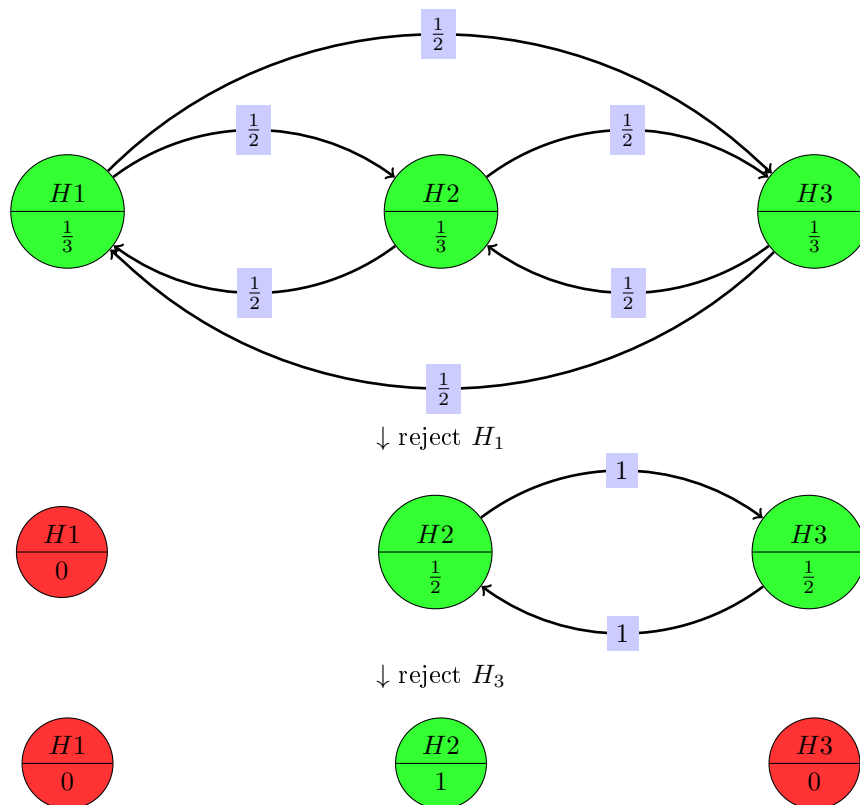 1/2
1/2 1/2
H1 H2 H3
1/3 1/3 1/3
1/2 1/2
1/2
↓ reject H₁
1
H1 H2 H3
0 1/2 1/2
1
↓ reject H₃
H1 H2 H3
0 1 0